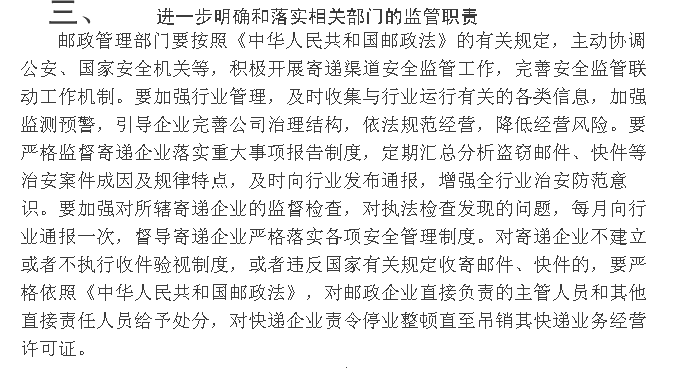 三、 进一步明确和落实相关部门的监管职责
邮政管理部门要按照《中华人民共和国邮政法》的有关规定，主动协调
公安、国家安全机关等，积极开展寄递渠道安全监管工作，完善安全监管联
动工作机制。要加强行业管理，及时收集与行业运行有关的各类信息，加强
监测预警，引导企业完善公司治理结构，依法规范经营，降低经营风险。要
严格监督寄递企业落实重大事项报告制度，定期汇总分析盗窃邮件、快件等
治安案件成因及规律特点，及时向行业发布通报，增强全行业治安防范意
识。要加强对所辖寄递企业的监督检查，对执法检查发现的问题，每月向行
业通报一次，督导寄递企业严格落实各项安全管理制度。对寄递企业不建立
或者不执行收件验视制度，或者违反国家有关规定收寄邮件、快件的，要严
格依照《中华人民共和国邮政法》，对邮政企业直接负责的主管人员和其他
直接责任人员给予处分，对快递企业责令停业整顿直至吊销其快递业务经营
许可证。